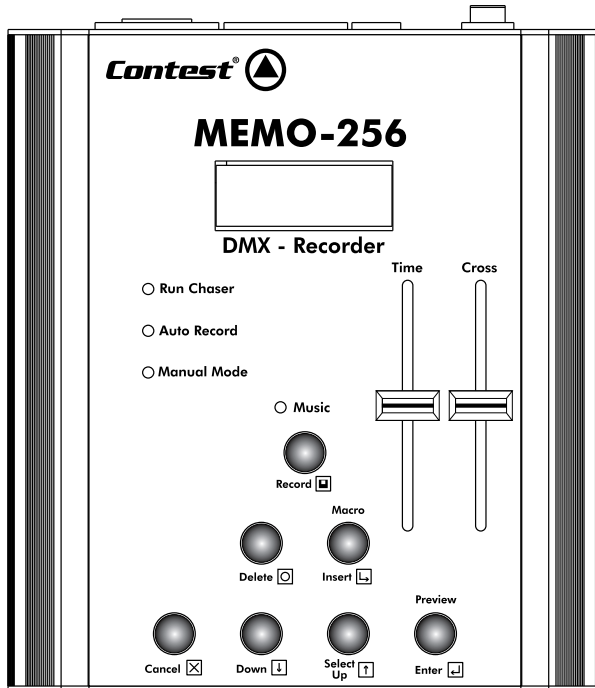 Contest®
MEMO-256
DMX - Recorder
Time
Cross
Run Chaser
Auto Record
Manual Mode
Music
Record
Macro
Delete
Insert
Preview
Cancel
Down
Select
Up
Enter